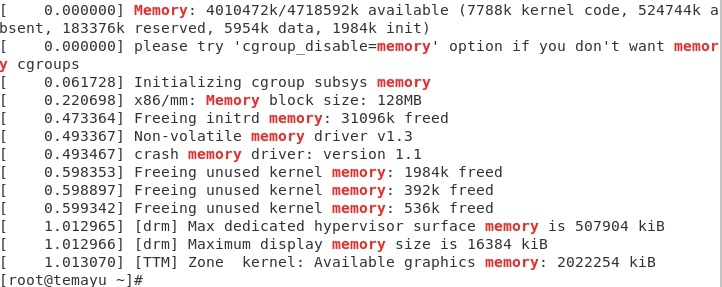 [    0.000000] Memory: 4010472k/4718592k available (7788k kernel code, 524744k a
bsent, 183376k reserved, 5954k data, 1984k init)
[    0.000000] please try 'cgroup_disable=memory' option if you don't want memor
y cgroups
[    0.061728] Initializing cgroup subsys memory
[    0.220698] x86/mm: Memory block size: 128MB
[    0.473364] Freeing initrd memory: 31096k freed
[    0.493367] Non-volatile memory driver v1.3
[    0.493467] crash memory driver: version 1.1
[    0.598353] Freeing unused kernel memory: 1984k freed
[    0.598897] Freeing unused kernel memory: 392k freed
[    0.599342] Freeing unused kernel memory: 536k freed
[    1.012965] [drm] Max dedicated hypervisor surface memory is 507904 kiB
[    1.012966] [drm] Maximum display memory size is 16384 kiB
[    1.013070] [TTM] Zone  kernel: Available graphics memory: 2022254 kiB
[root@temayu ~]#